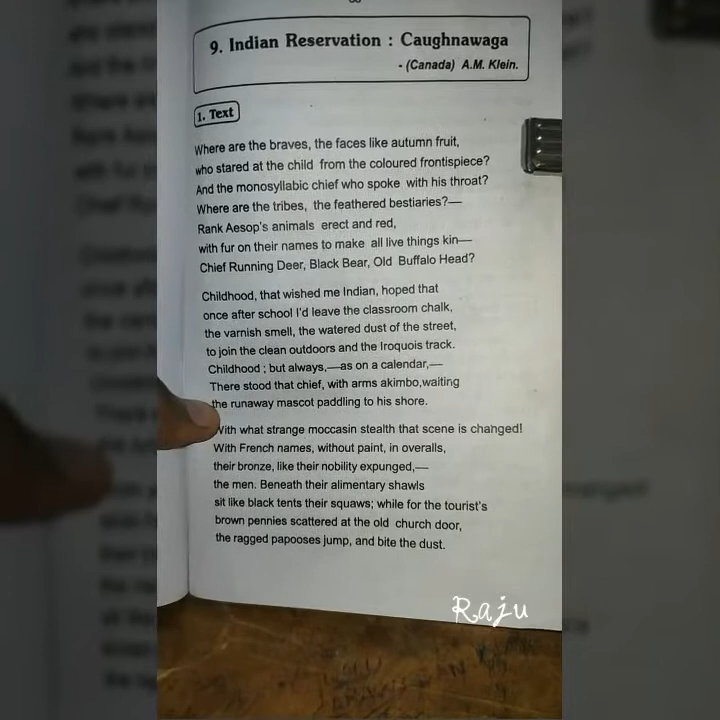 9. Indian Reservation : Caughnawaga
- (Canada) A.M. Klein.
1. Text
Where are the braves, the faces like autumn fruit,
who stared at the child from the coloured frontispiece?
And the monosyllabic chief who spoke with his throat?
Where are the tribes, the feathered bestiaries?—
Rank Aesop's animals erect and red,
with fur on their names to make all live things kin—
Chief Running Deer, Black Bear, Old Buffalo Head?
Childhood, that wished me Indian, hoped that
once after school I'd leave the classroom chalk,
the varnish smell, the watered dust of the street,
to join the clean outdoors and the Iroquois track.
Childhood ; but always,—as on a calendar,—
There stood that chief, with arms akimbo,waiting
the runaway mascot paddling to his shore.
With what strange moccasin stealth that scene is changed!
With French names, without paint, in overalls,
their bronze, like their nobility expunged,—
the men. Beneath their alimentary shawls
sit like black tents their squaws; while for the tourist's
brown pennies scattered at the old church door,
the ragged papooses jump, and bite the dust.
Raju